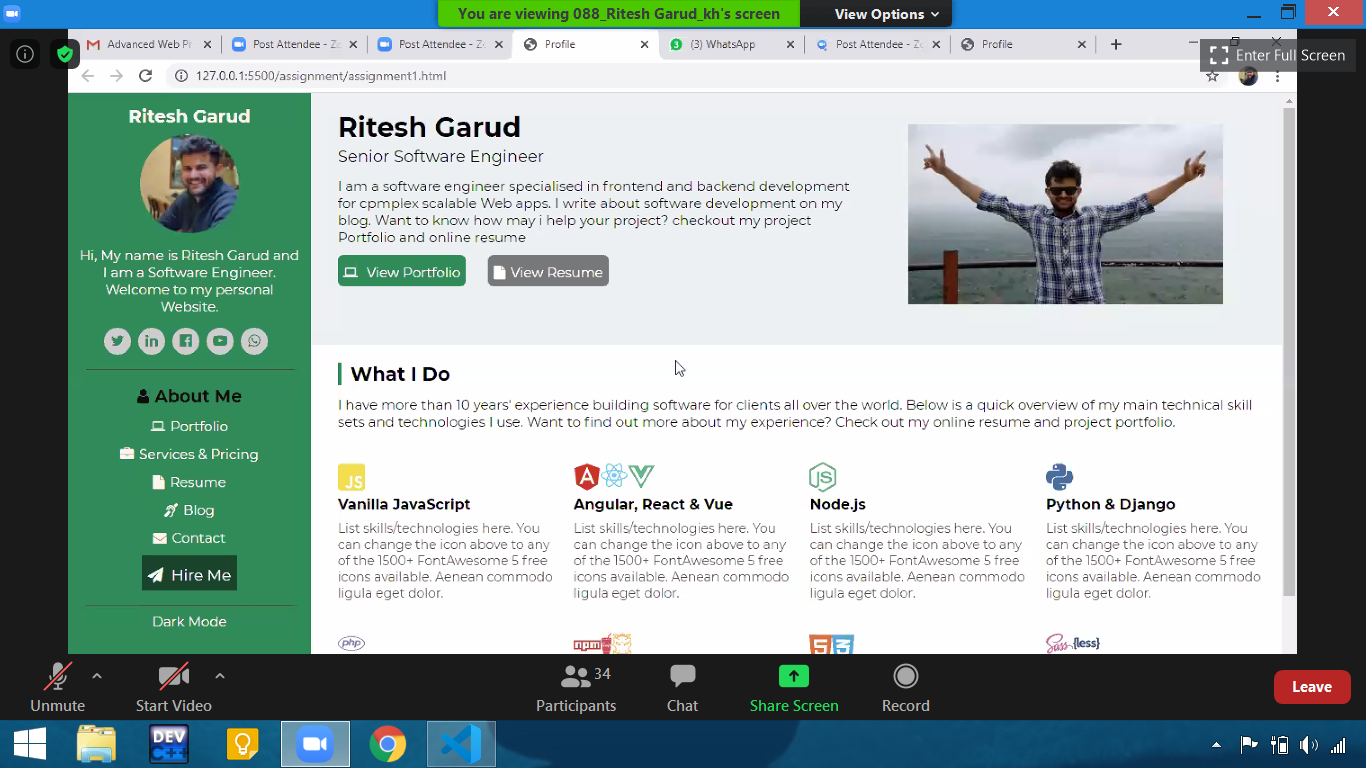 You are viewing 088_Ritesh Garud_kh's screen
View Options
Advanced Web Pr
Post Attendee - Zo
Post Attendee - Zo
Profile
(3) WhatsApp
Post Attendee - Zo
Profile
Enter Full Screen
127.0.0.1:5500/assignment/assignment1.html
Ritesh Garud
Hi, My name is Ritesh Garud and
I am a Software Engineer.
Welcome to my personal
Website.
About Me
Portfolio
Services & Pricing
Resume
Blog
Contact
Hire Me
Dark Mode
Ritesh Garud
Senior Software Engineer
I am a software engineer specialised in frontend and backend development
for cpmplex scalable Web apps. I write about software development on my
blog. Want to know how may i help your project? checkout my project
Portfolio and online resume
View Portfolio
View Resume
What I Do
I have more than 10 years' experience building software for clients all over the world. Below is a quick overview of my main technical skill
sets and technologies I use. Want to find out more about my experience? Check out my online resume and project portfolio.
JS
Vanilla JavaScript
List skills/technologies here. You
can change the icon above to any
of the 1500+ FontAwesome 5 free
icons available. Aenean commodo
ligula eget dolor.
Angular, React & Vue
List skills/technologies here. You
can change the icon above to any
of the 1500+ FontAwesome 5 free
icons available. Aenean commodo
ligula eget dolor.
Node.js
List skills/technologies here. You
can change the icon above to any
of the 1500+ FontAwesome 5 free
icons available. Aenean commodo
ligula eget dolor.
Python & Django
List skills/technologies here. You
can change the icon above to any
of the 1500+ FontAwesome 5 free
icons available. Aenean commodo
ligula eget dolor.
php
npm
5 3
Sass {less}
Unmute
Start Video
34
Participants
Chat
Share Screen
Record
Leave
DEV
C++